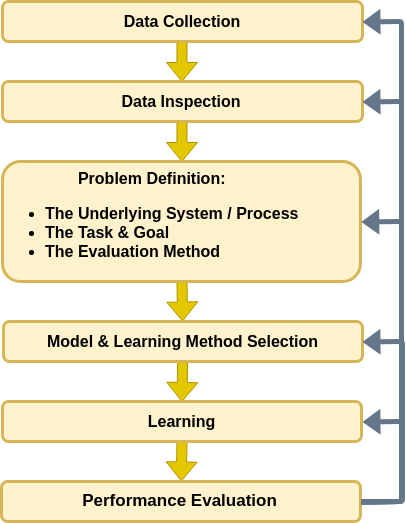 Data Collection
Data Inspection
Problem Definition:
The Underlying System / Process
The Task & Goal
The Evaluation Method
Model & Learning Method Selection
Learning
Performance Evaluation